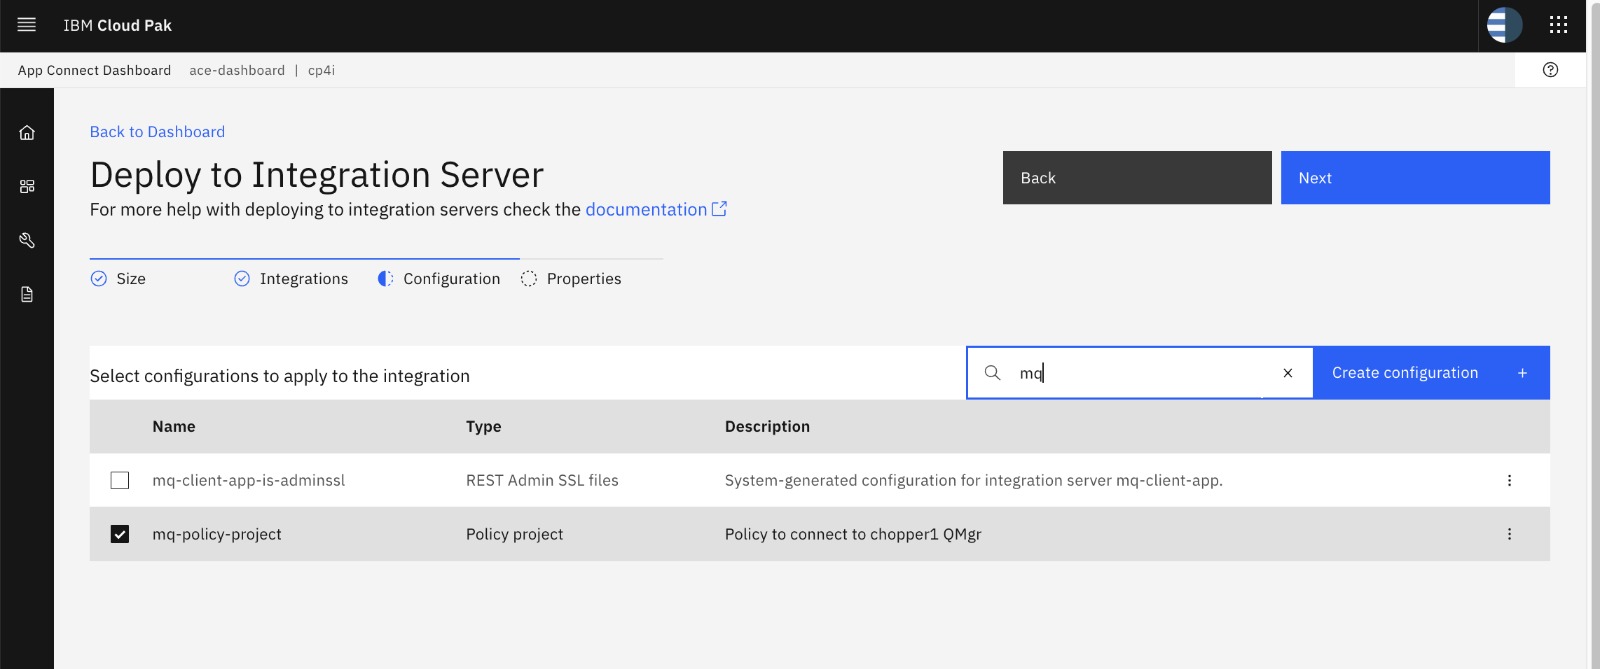 IBM Cloud Pak
App Connect Dashboard ace-dashboard | cp4i
Back to Dashboard
Deploy to Integration Server
For more help with deploying to integration servers check the documentation
Back
Next
Size Integrations Configuration Properties
Select configurations to apply to the integration
mq
Create configuration +
Name Type Description
mq-client-app-is-adminssl REST Admin SSL files System-generated configuration for integration server mq-client-app.
mq-policy-project Policy project Policy to connect to chopper1 QMgr